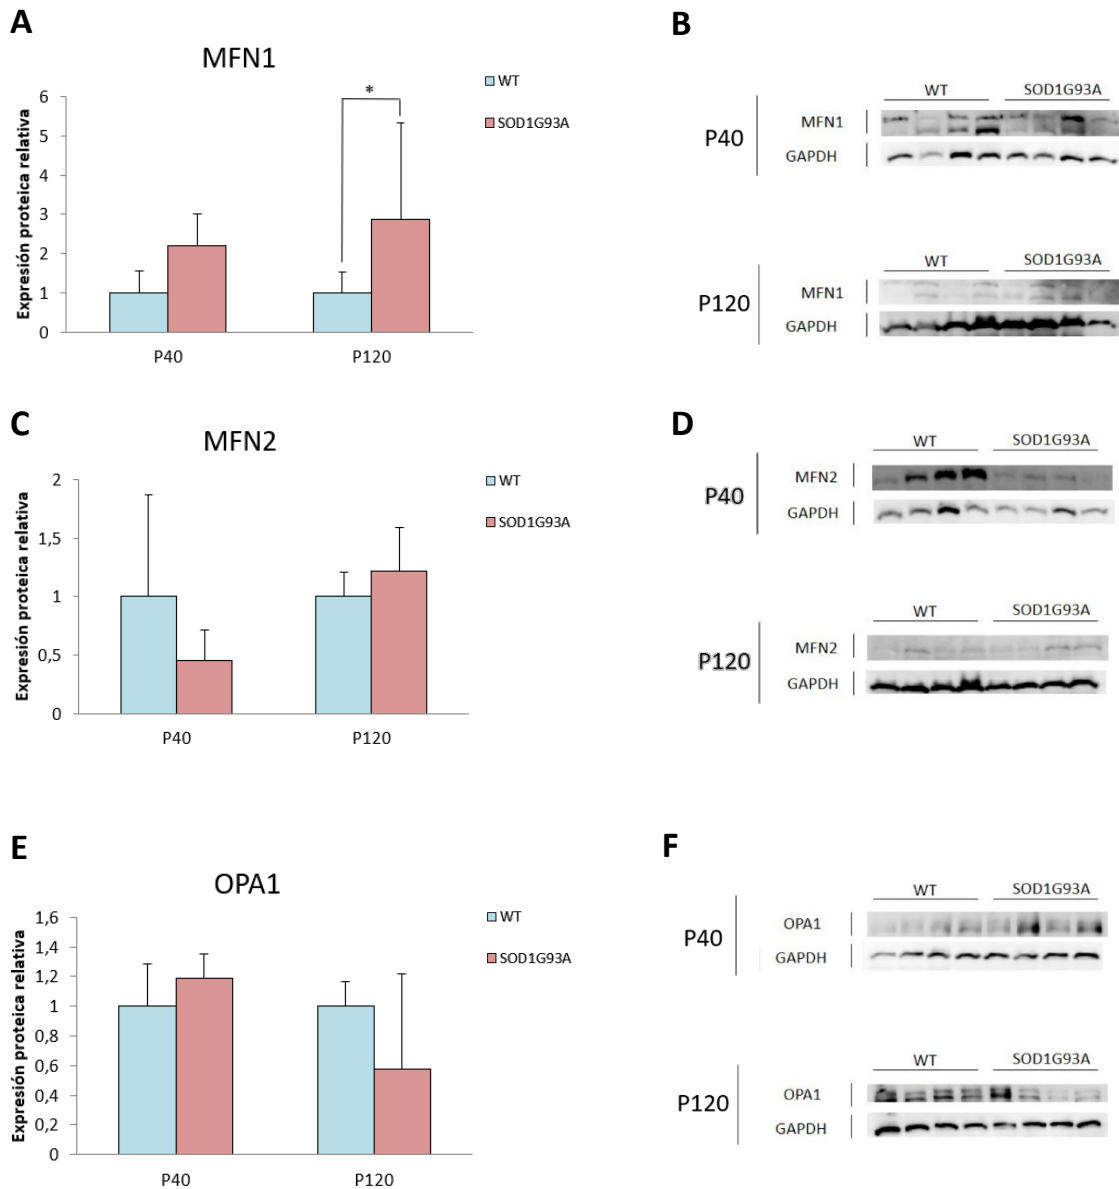 A
MFN1
Expresión proteica relativa
6
5
4
3
2
1
0
*
P40
P120
WT
SOD1G93A
B
WT
SOD1G93A
P40
MFN1
GAPDH
WT
SOD1G93A
P120
MFN1
GAPDH
C
MFN2
Expresión proteica relativa
2
1,5
1
0,5
0
P40
P120
WT
SOD1G93A
D
WT
SOD1G93A
P40
MFN2
GAPDH
WT
SOD1G93A
P120
MFN2
GAPDH
E
OPA1
Expresión proteica relativa
1,6
1,4
1,2
1
0,8
0,6
0,4
0,2
0
P40
P120
WT
SOD1G93A
F
WT
SOD1G93A
P40
OPA1
GAPDH
WT
SOD1G93A
P120
OPA1
GAPDH